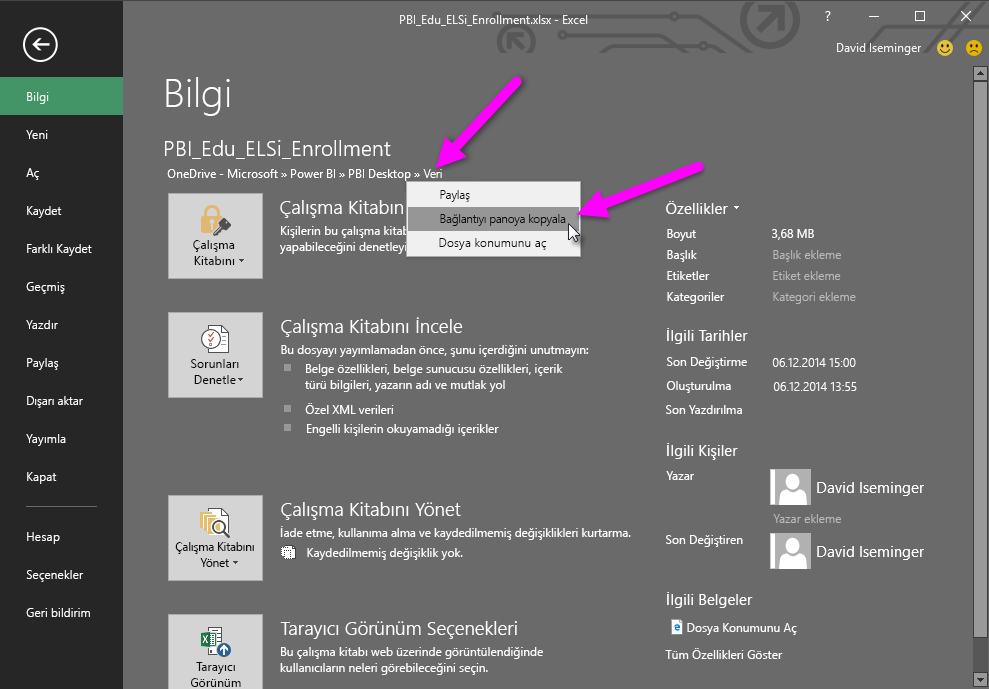 PBI_Edu_ELSi_Enrollment.xlsx - Excel
?
David Iseminger
Bilgi
Yeni
Aç
Kaydet
Farklı Kaydet
Geçmiş
Yazdır
Paylaş
Dışarı aktar
Yayımla
Kapat
Hesap
Seçenekler
Geri bildirim
Bilgi
PBI_Edu_ELSi_Enrollment
OneDrive - Microsoft » Power BI » PBI Desktop » Veri
Paylaş
Bağlantıyı panoya kopyala
Dosya konumunu aç
Çalışma
Kitabını
Çalışma Kitabın
Kişilerin bu çalışma kitab
yapabileceğini denetleyi
Sorunları
Denetle
Çalışma Kitabını İncele
Bu dosyayı yayımlamadan önce, şunu içerdiğini unutmayın:
Belge özellikleri, belge sunucusu özellikleri, içerik
türü bilgileri, yazarın adı ve mutlak yol
Özel XML verileri
Engelli kişilerin okuyamadığı içerikler
Çalışma Kitabını
Yönet
Çalışma Kitabını Yönet
İade etme, kullanıma alma ve kaydedilmemiş değişiklikleri kurtarma.
Kaydedilmemiş değişiklik yok.
Tarayıcı
Görünüm
Tarayıcı Görünüm Seçenekleri
Bu çalışma kitabı web üzerinde görüntülendiğinde
kullanıcıların neleri görebileceğini seçin.
Özellikler
Boyut 3,68 MB
Başlık Başlık ekleme
Etiketler Etiket ekleme
Kategoriler Kategori ekleme
İlgili Tarihler
Son Değiştirme 06.12.2014 15:00
Oluşturulma 06.12.2014 13:55
Son Yazdırılma
İlgili Kişiler
Yazar
David Iseminger
Yazar ekleme
Son Değiştiren
David Iseminger
İlgili Belgeler
Dosya Konumunu Aç
Tüm Özellikleri Göster